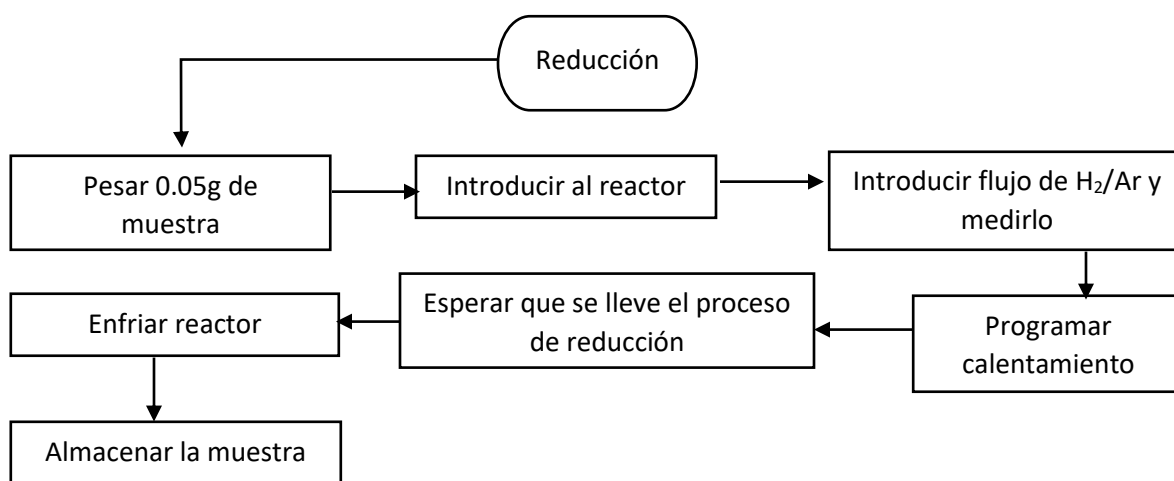 Reducción
Pesar 0.05g de
muestra
Introducir al reactor
Introducir flujo de H₂/Ar y
medirlo
Programar
calentamiento
Esperar que se lleve el proceso
de reducción
Enfriar reactor
Almacenar la muestra